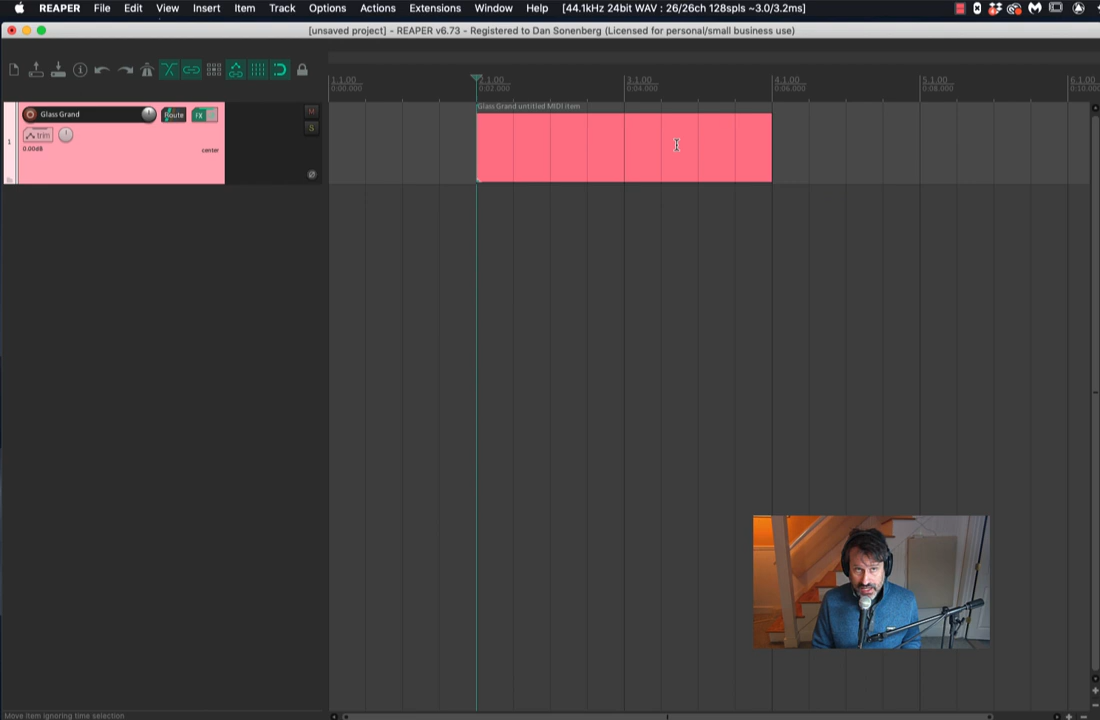 REAPER File Edit View Insert Item Track Options Actions Extensions Window Help [44.1kHz 24bit WAV : 26/26ch 128spls ~3.0/3.2ms]
[unsaved project] - REAPER v6.73 - Registered to Dan Sonenberg (Licensed for personal/small business use)
1.1.00 2.1.00 3.1.00 4.1.00 5.1.00 6.1.00
0:00.000 0:02.000 0:04.000 0:06.000 0:08.000 0:10.000
Glass Grand untitled MIDI item
Glass Grand Route FX M
S
trim
1
0.00dB center
Move item ignoring time selection